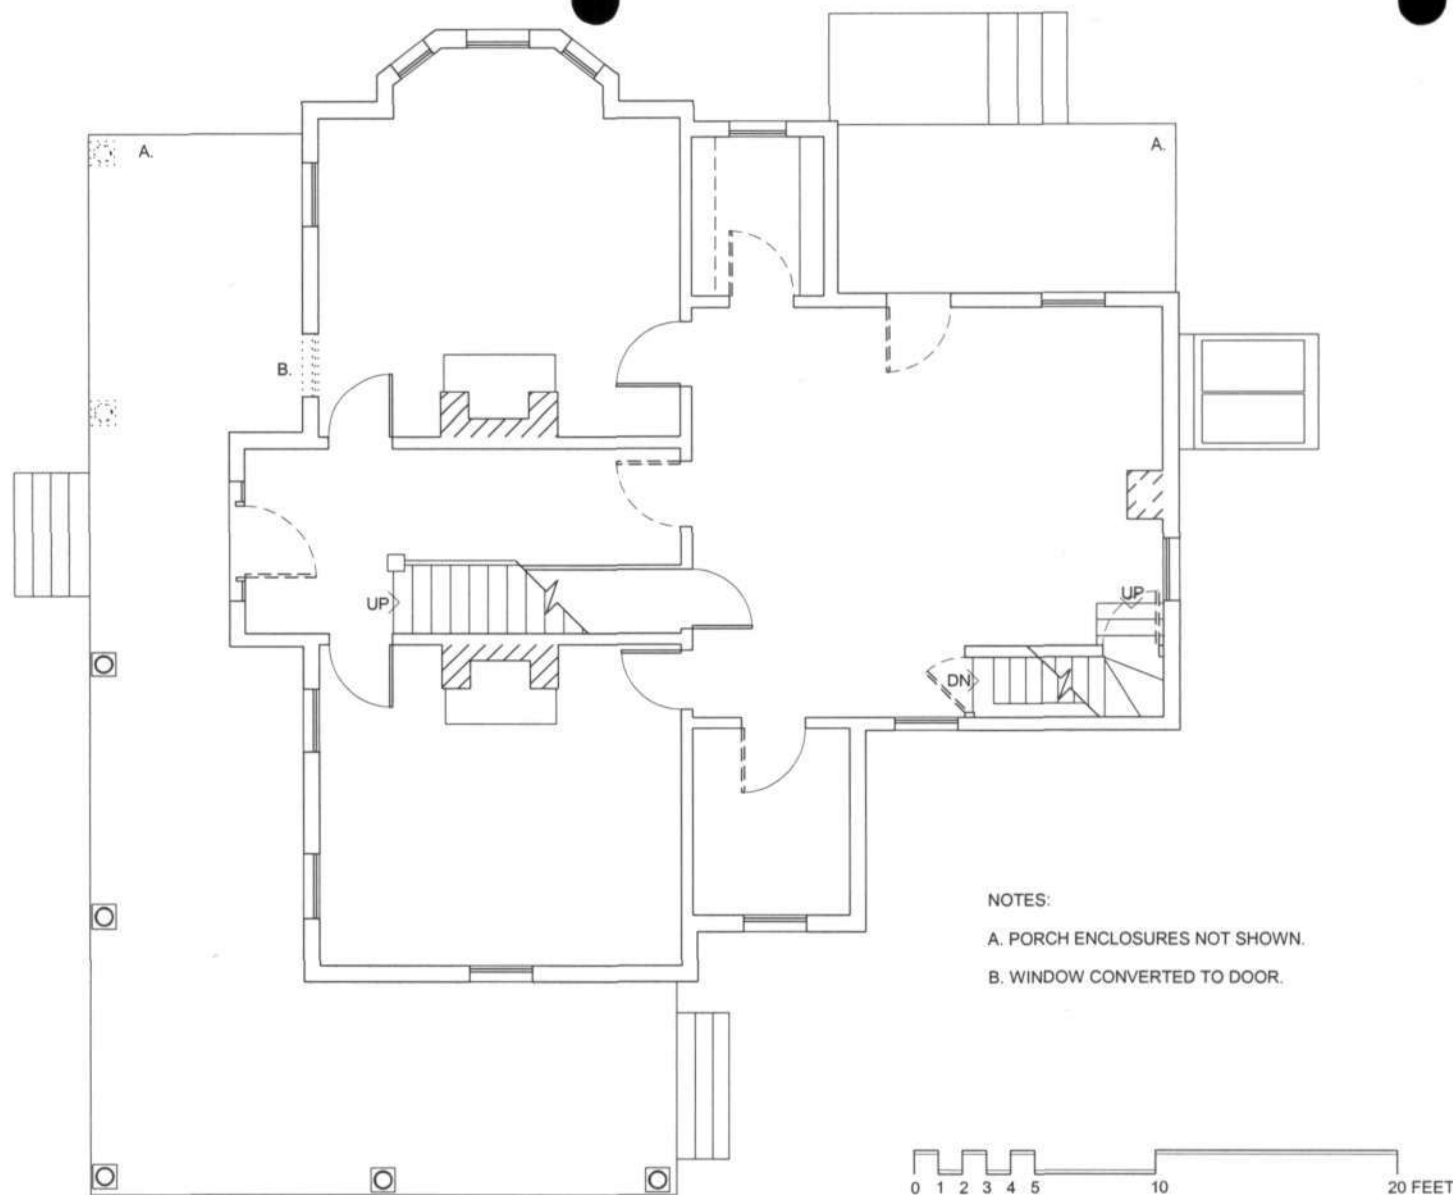 A.
A.
B.
UP
UP
DN
NOTES:
A. PORCH ENCLOSURES NOT SHOWN.
B. WINDOW CONVERTED TO DOOR.
0 1 2 3 4 5 10 20 FEET